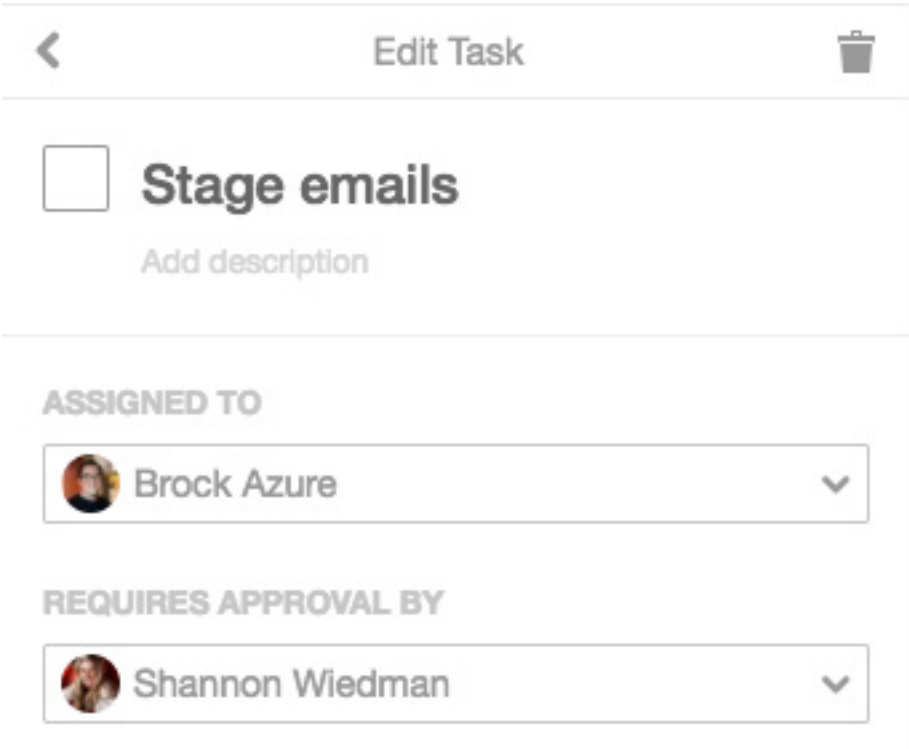 Edit Task
Stage emails
Add description
ASSIGNED TO
Brock Azure
REQUIRES APPROVAL BY
Shannon Wiedman